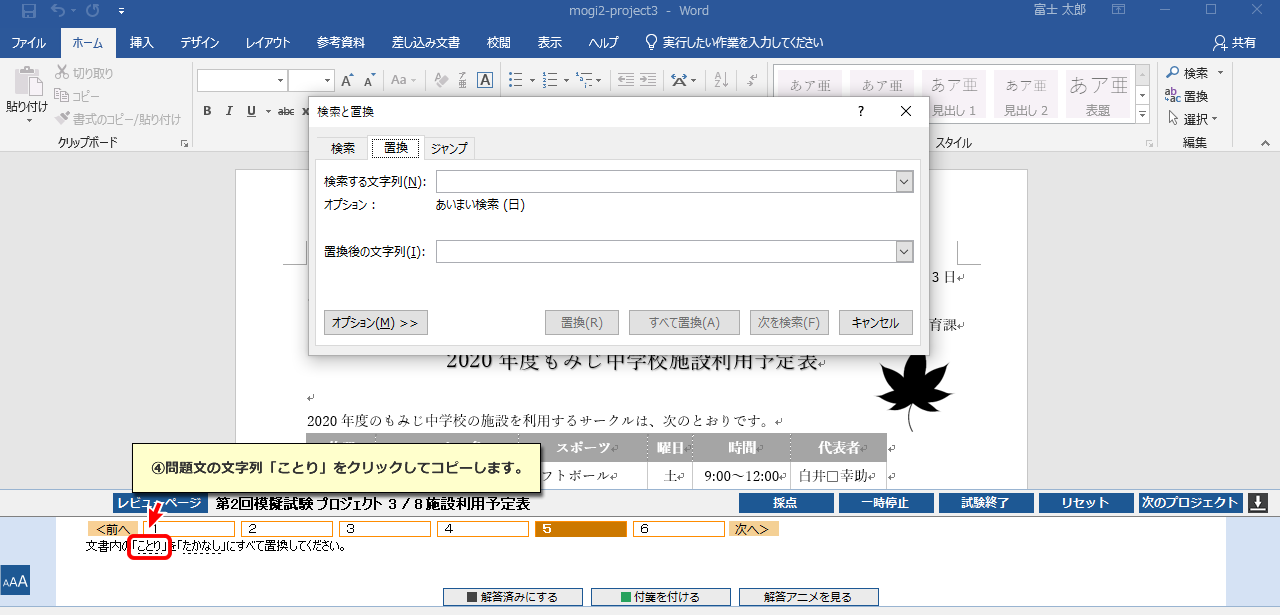 mogi2-project3 - Word
富士 太郎
ファイル ホーム 挿入 デザイン レイアウト 参考資料 差し込み文書 校閲 表示 ヘルプ 実行したい作業を入力してください 共有
貼り付け
切り取り
コピー
書式のコピー/貼り付け
クリップボード
B I U abc x
A A Aa A
あア亜 あア亜 あア亜 あア亜 あア亜
見出し 1 見出し 2 表題
スタイル
検索
置換
選択
編集
検索と置換
? ×
検索 置換 ジャンプ
検索する文字列(N):
オプション : あいまい検索 (日)
置換後の文字列(I):
オプション(M) >> 置換(R) すべて置換(A) 次を検索(F) キャンセル
3 日
育課
2020 年度もみじ中学校施設利用予定表
2020 年度のもみじ中学校の施設を利用するサークルは、次のとおりです。
スポーツ 曜日 時間 代表者
フトボール 土 9:00～12:00 白井□幸助
④問題文の文字列「ことり」をクリックしてコピーします。
レビューページ 第2回模擬試験 プロジェクト 3 / 8 施設利用予定表 採点 一時停止 試験終了 リセット 次のプロジェクト
<前へ 1 2 3 4 5 6 次へ>
文書内の「ことり」を「たかなし」にすべて置換してください。
AAA
解答済みにする 付箋を付ける 解答アニメを見る